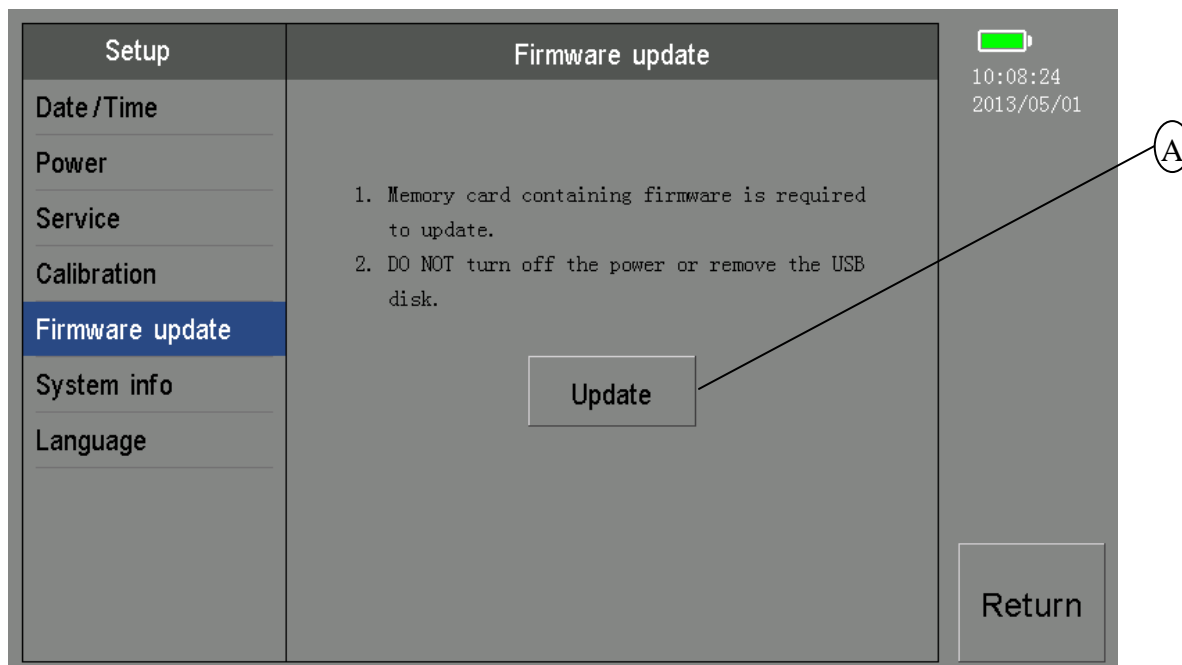 Setup
Date/Time
Power
Service
Calibration
Firmware update
System info
Language
Firmware update
1. Memory card containing firmware is required
to update.
2. DO NOT turn off the power or remove the USB
disk.
Update
10:08:24
2013/05/01
A
Return